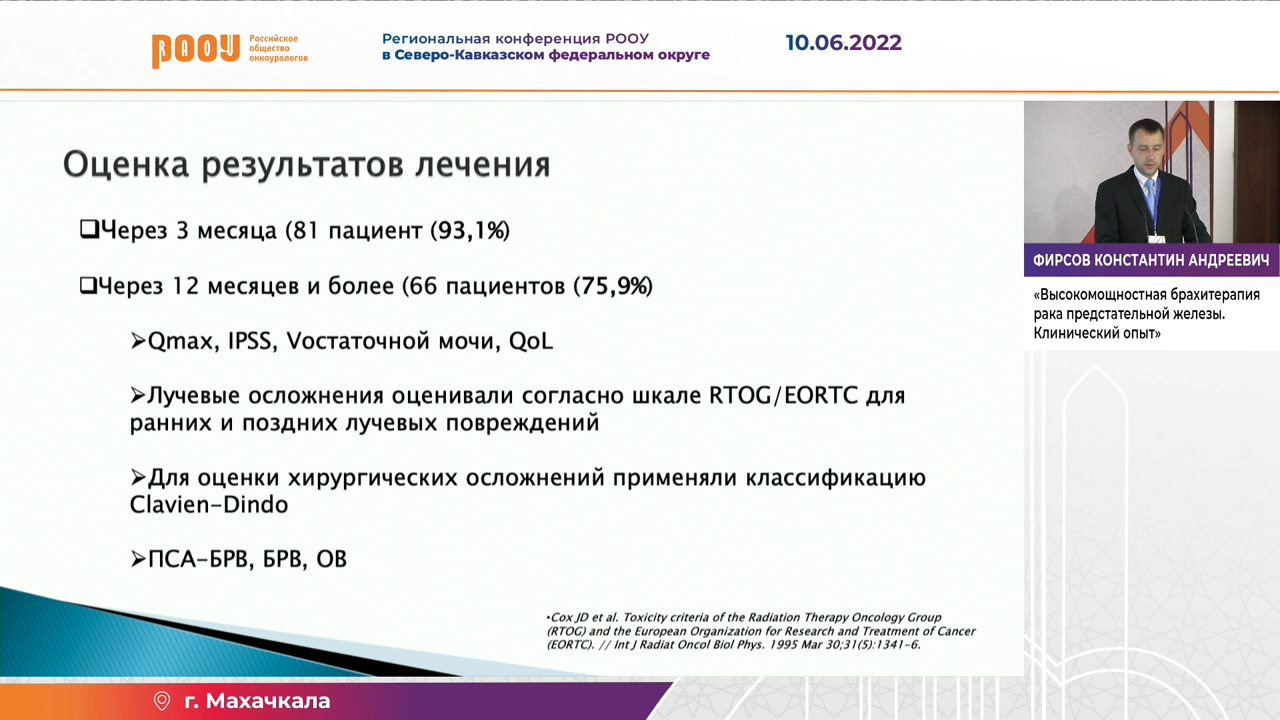 РООУ
Российское
общество
онкоурологов
Региональная конференция РООУ
в Северо-Кавказском федеральном округе
10.06.2022
Оценка результатов лечения
❑Через 3 месяца (81 пациент (93,1%)
❑Через 12 месяцев и более (66 пациентов (75,9%)
➢Qmax, IPSS, Vостаточной мочи, QoL
➢Лучевые осложнения оценивали согласно шкале RTOG/EORTC для
ранних и поздних лучевых повреждений
➢Для оценки хирургических осложнений применяли классификацию
Clavien-Dindo
➢ПСА-БРВ, БРВ, ОВ
•Cox JD et al. Toxicity criteria of the Radiation Therapy Oncology Group
(RTOG) and the European Organization for Research and Treatment of Cancer
(EORTC). // Int J Radiat Oncol Biol Phys. 1995 Mar 30;31(5):1341-6.
ФИРСОВ КОНСТАНТИН АНДРЕЕВИЧ
«Высокомощностная брахитерапия
рака предстательной железы.
Клинический опыт»
г. Махачкала